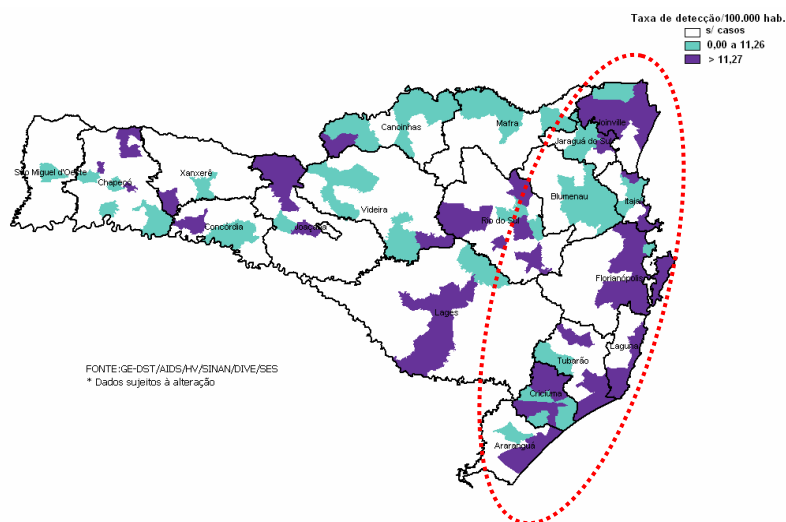 Taxa de detecção/100.000 hab.
s/ casos
0,00 a 11,26
> 11,27
Canoinhas
Mafra
Joinville
Jaraguá do Sul
São Miguel d'Oeste
Chapecó
Xanxerê
Videira
Blumenau
Itajaí
Concórdia
Joaçaba
Rio do Sul
Florianópolis
Lages
Laguna
Tubarão
Criciuma
Araranguá
FONTE:GE-DST/AIDS/HV/SINAN/DIVE/SES
* Dados sujeitos à alteração